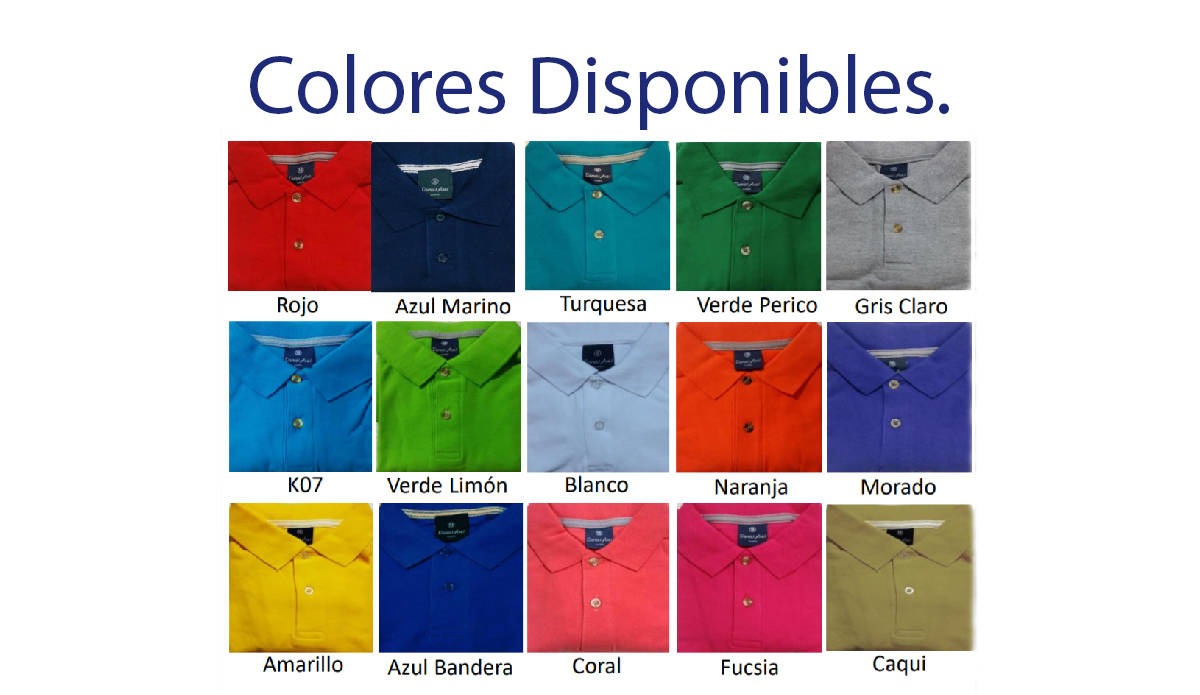 Colores Disponibles.
Rojo
Azul Marino
Turquesa
Verde Perico
Gris Claro
K07
Verde Limón
Blanco
Naranja
Morado
Amarillo
Azul Bandera
Coral
Fucsia
Caqui